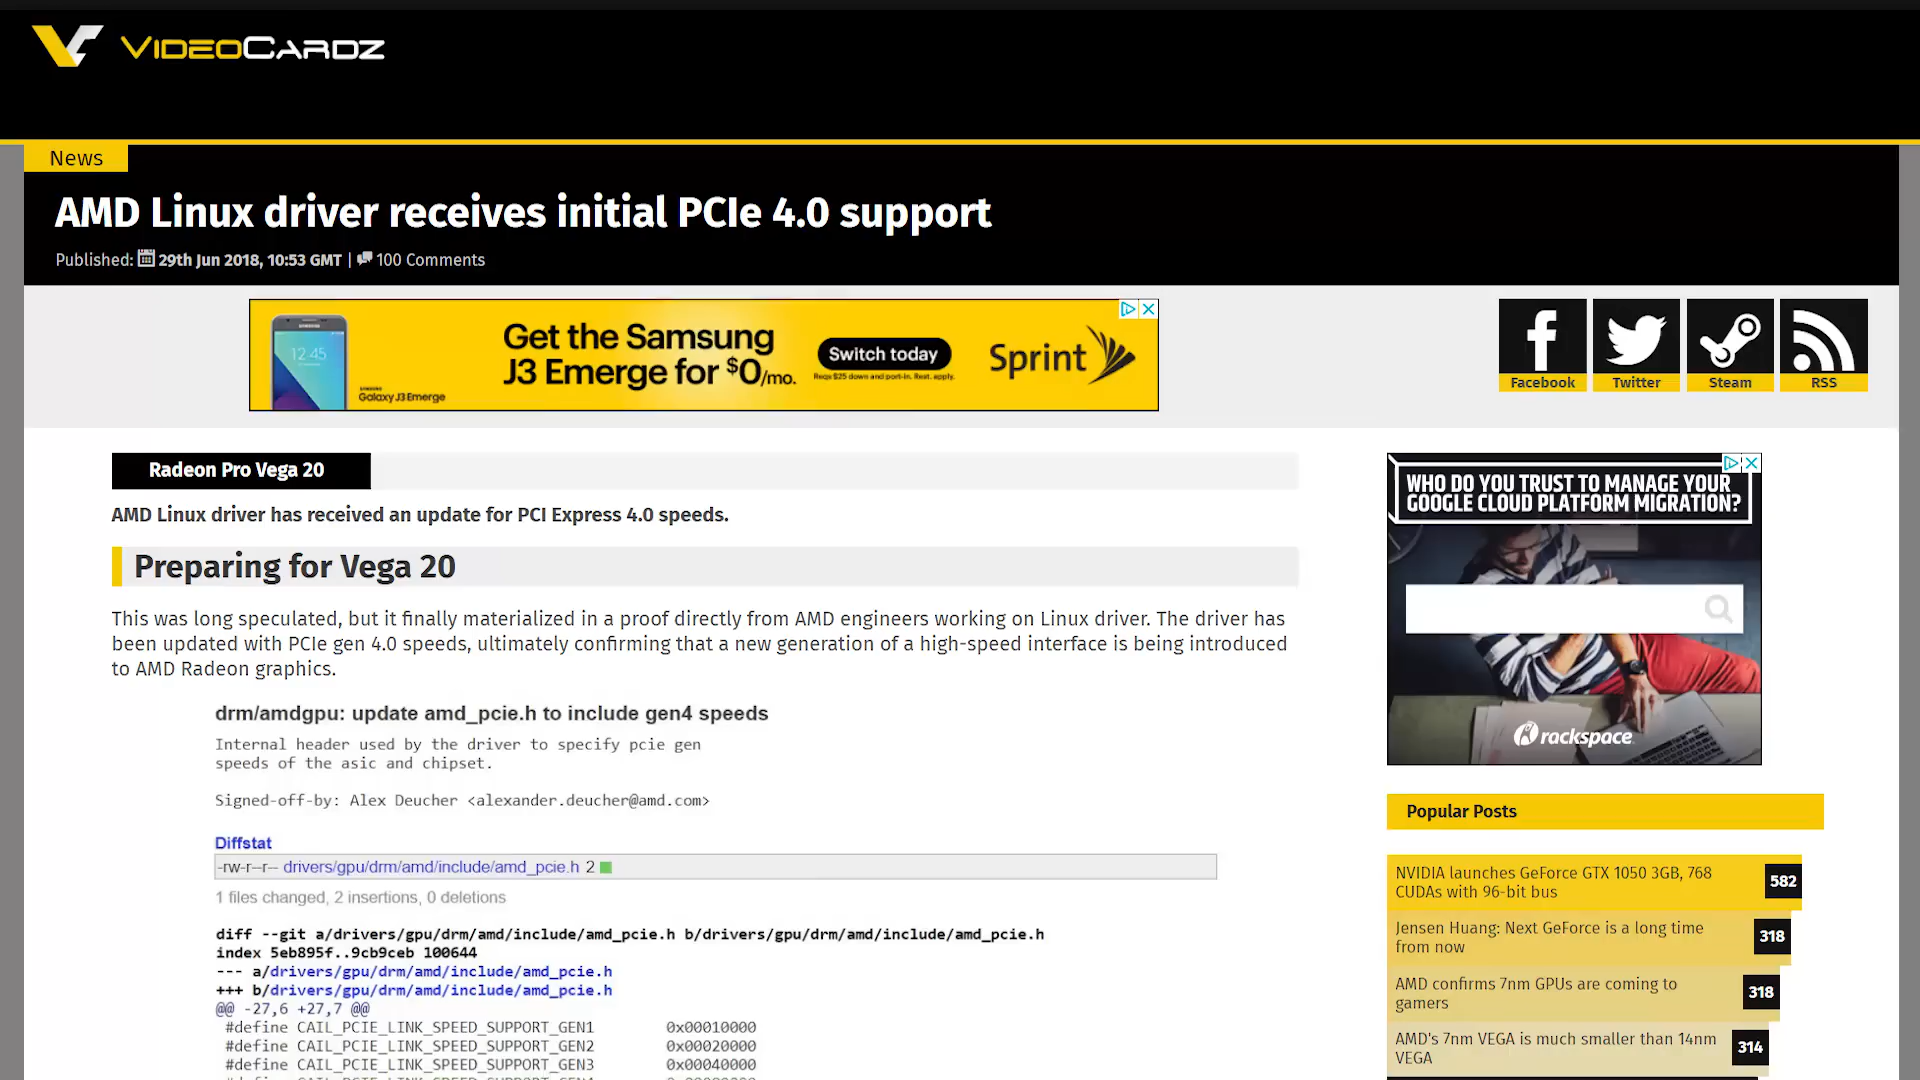 VIDEOCARDZ
News
AMD Linux driver receives initial PCIe 4.0 support
Published: 29th Jun 2018, 10:53 GMT | 100 Comments
12:45
SAMSUNG
Galaxy J3 Emerge
Get the Samsung
J3 Emerge for $0/mo.
Switch today
Reqs $25 down and port-in. Rest. apply.
Sprint
Facebook
Twitter
Steam
RSS
Radeon Pro Vega 20
AMD Linux driver has received an update for PCI Express 4.0 speeds.
Preparing for Vega 20
This was long speculated, but it finally materialized in a proof directly from AMD engineers working on Linux driver. The driver has
been updated with PCIe gen 4.0 speeds, ultimately confirming that a new generation of a high-speed interface is being introduced
to AMD Radeon graphics.
drm/amdgpu: update amd_pcie.h to include gen4 speeds
Internal header used by the driver to specify pcie gen
speeds of the asic and chipset.
Signed-off-by: Alex Deucher <alexander.deucher@amd.com>
Diffstat
-rw-r--r-- drivers/gpu/drm/amd/include/amd_pcie.h 2
1 files changed, 2 insertions, 0 deletions
diff --git a/drivers/gpu/drm/amd/include/amd_pcie.h b/drivers/gpu/drm/amd/include/amd_pcie.h
index 5eb895f..9cb9ceb 100644
--- a/drivers/gpu/drm/amd/include/amd_pcie.h
+++ b/drivers/gpu/drm/amd/include/amd_pcie.h
@@ -27,6 +27,7 @@
#define CAIL_PCIE_LINK_SPEED_SUPPORT_GEN1 0x00010000
#define CAIL_PCIE_LINK_SPEED_SUPPORT_GEN2 0x00020000
#define CAIL_PCIE_LINK_SPEED_SUPPORT_GEN3 0x00040000
WHO DO YOU TRUST TO MANAGE YOUR
GOOGLE CLOUD PLATFORM MIGRATION?
rackspace
Popular Posts
NVIDIA launches GeForce GTX 1050 3GB, 768
CUDAs with 96-bit bus
582
Jensen Huang: Next GeForce is a long time
from now
318
AMD confirms 7nm GPUs are coming to
gamers
318
AMD's 7nm VEGA is much smaller than 14nm
VEGA
314